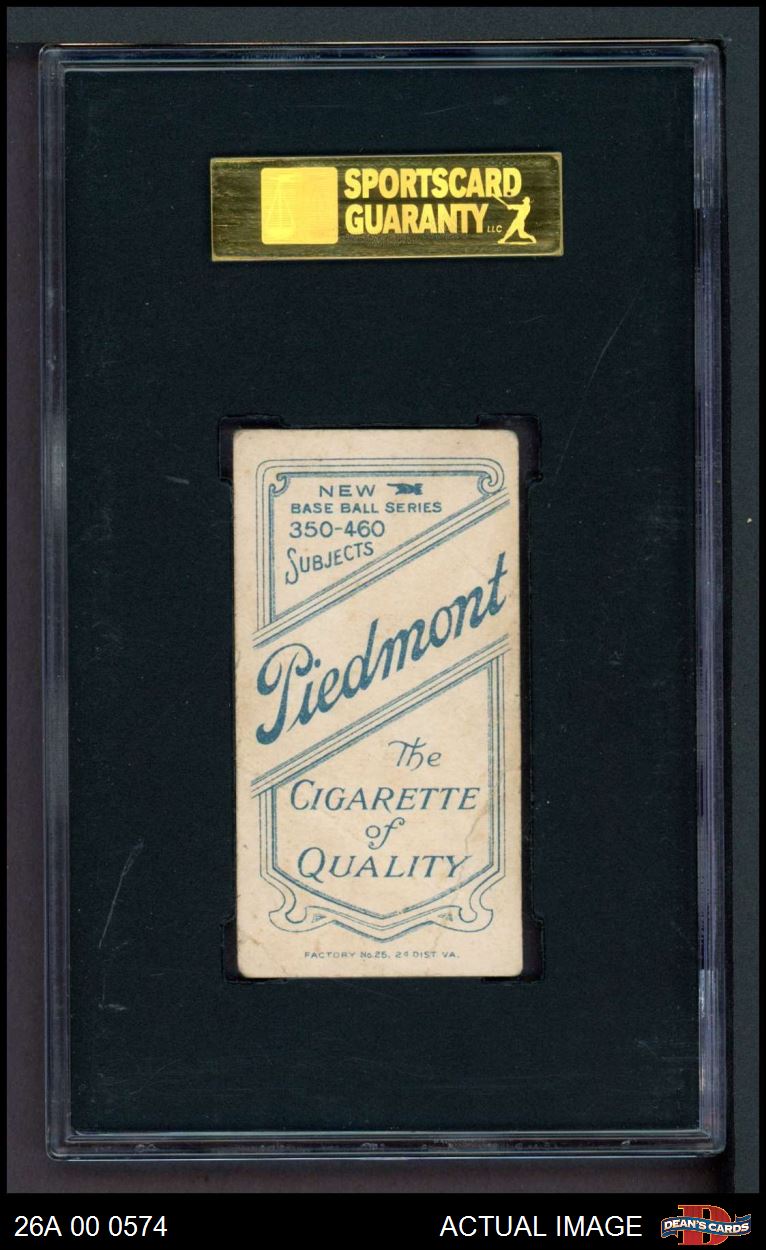 SPORTSCARD
GUARANTY LLC
NEW
BASE BALL SERIES
350-460
SUBJECTS
Piedmont
The
CIGARETTE
of
QUALITY
FACTORY No.25, 2d DIST. VA.
26A 00 0574 ACTUAL IMAGE DEAN'S CARDS